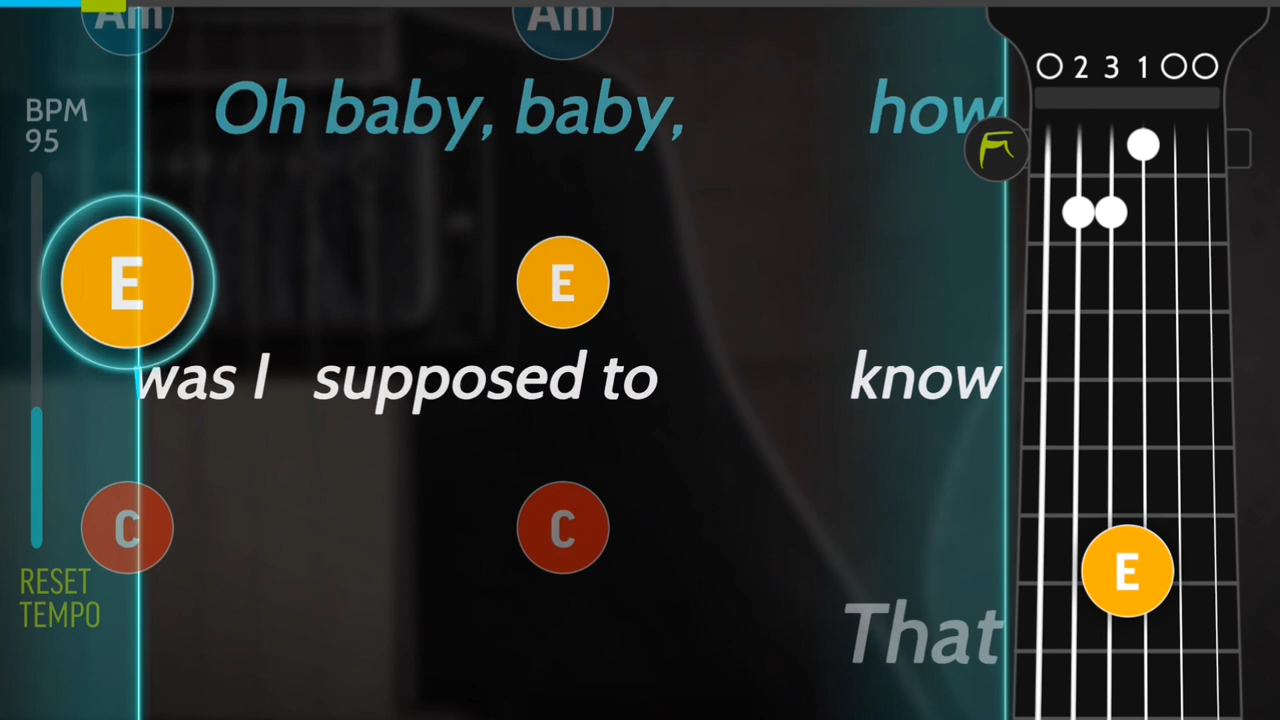 Am Am
Oh baby, baby, how
BPM
95
E E
was I supposed to know
C C
RESET
TEMPO
That
O 2 3 1 O O
E